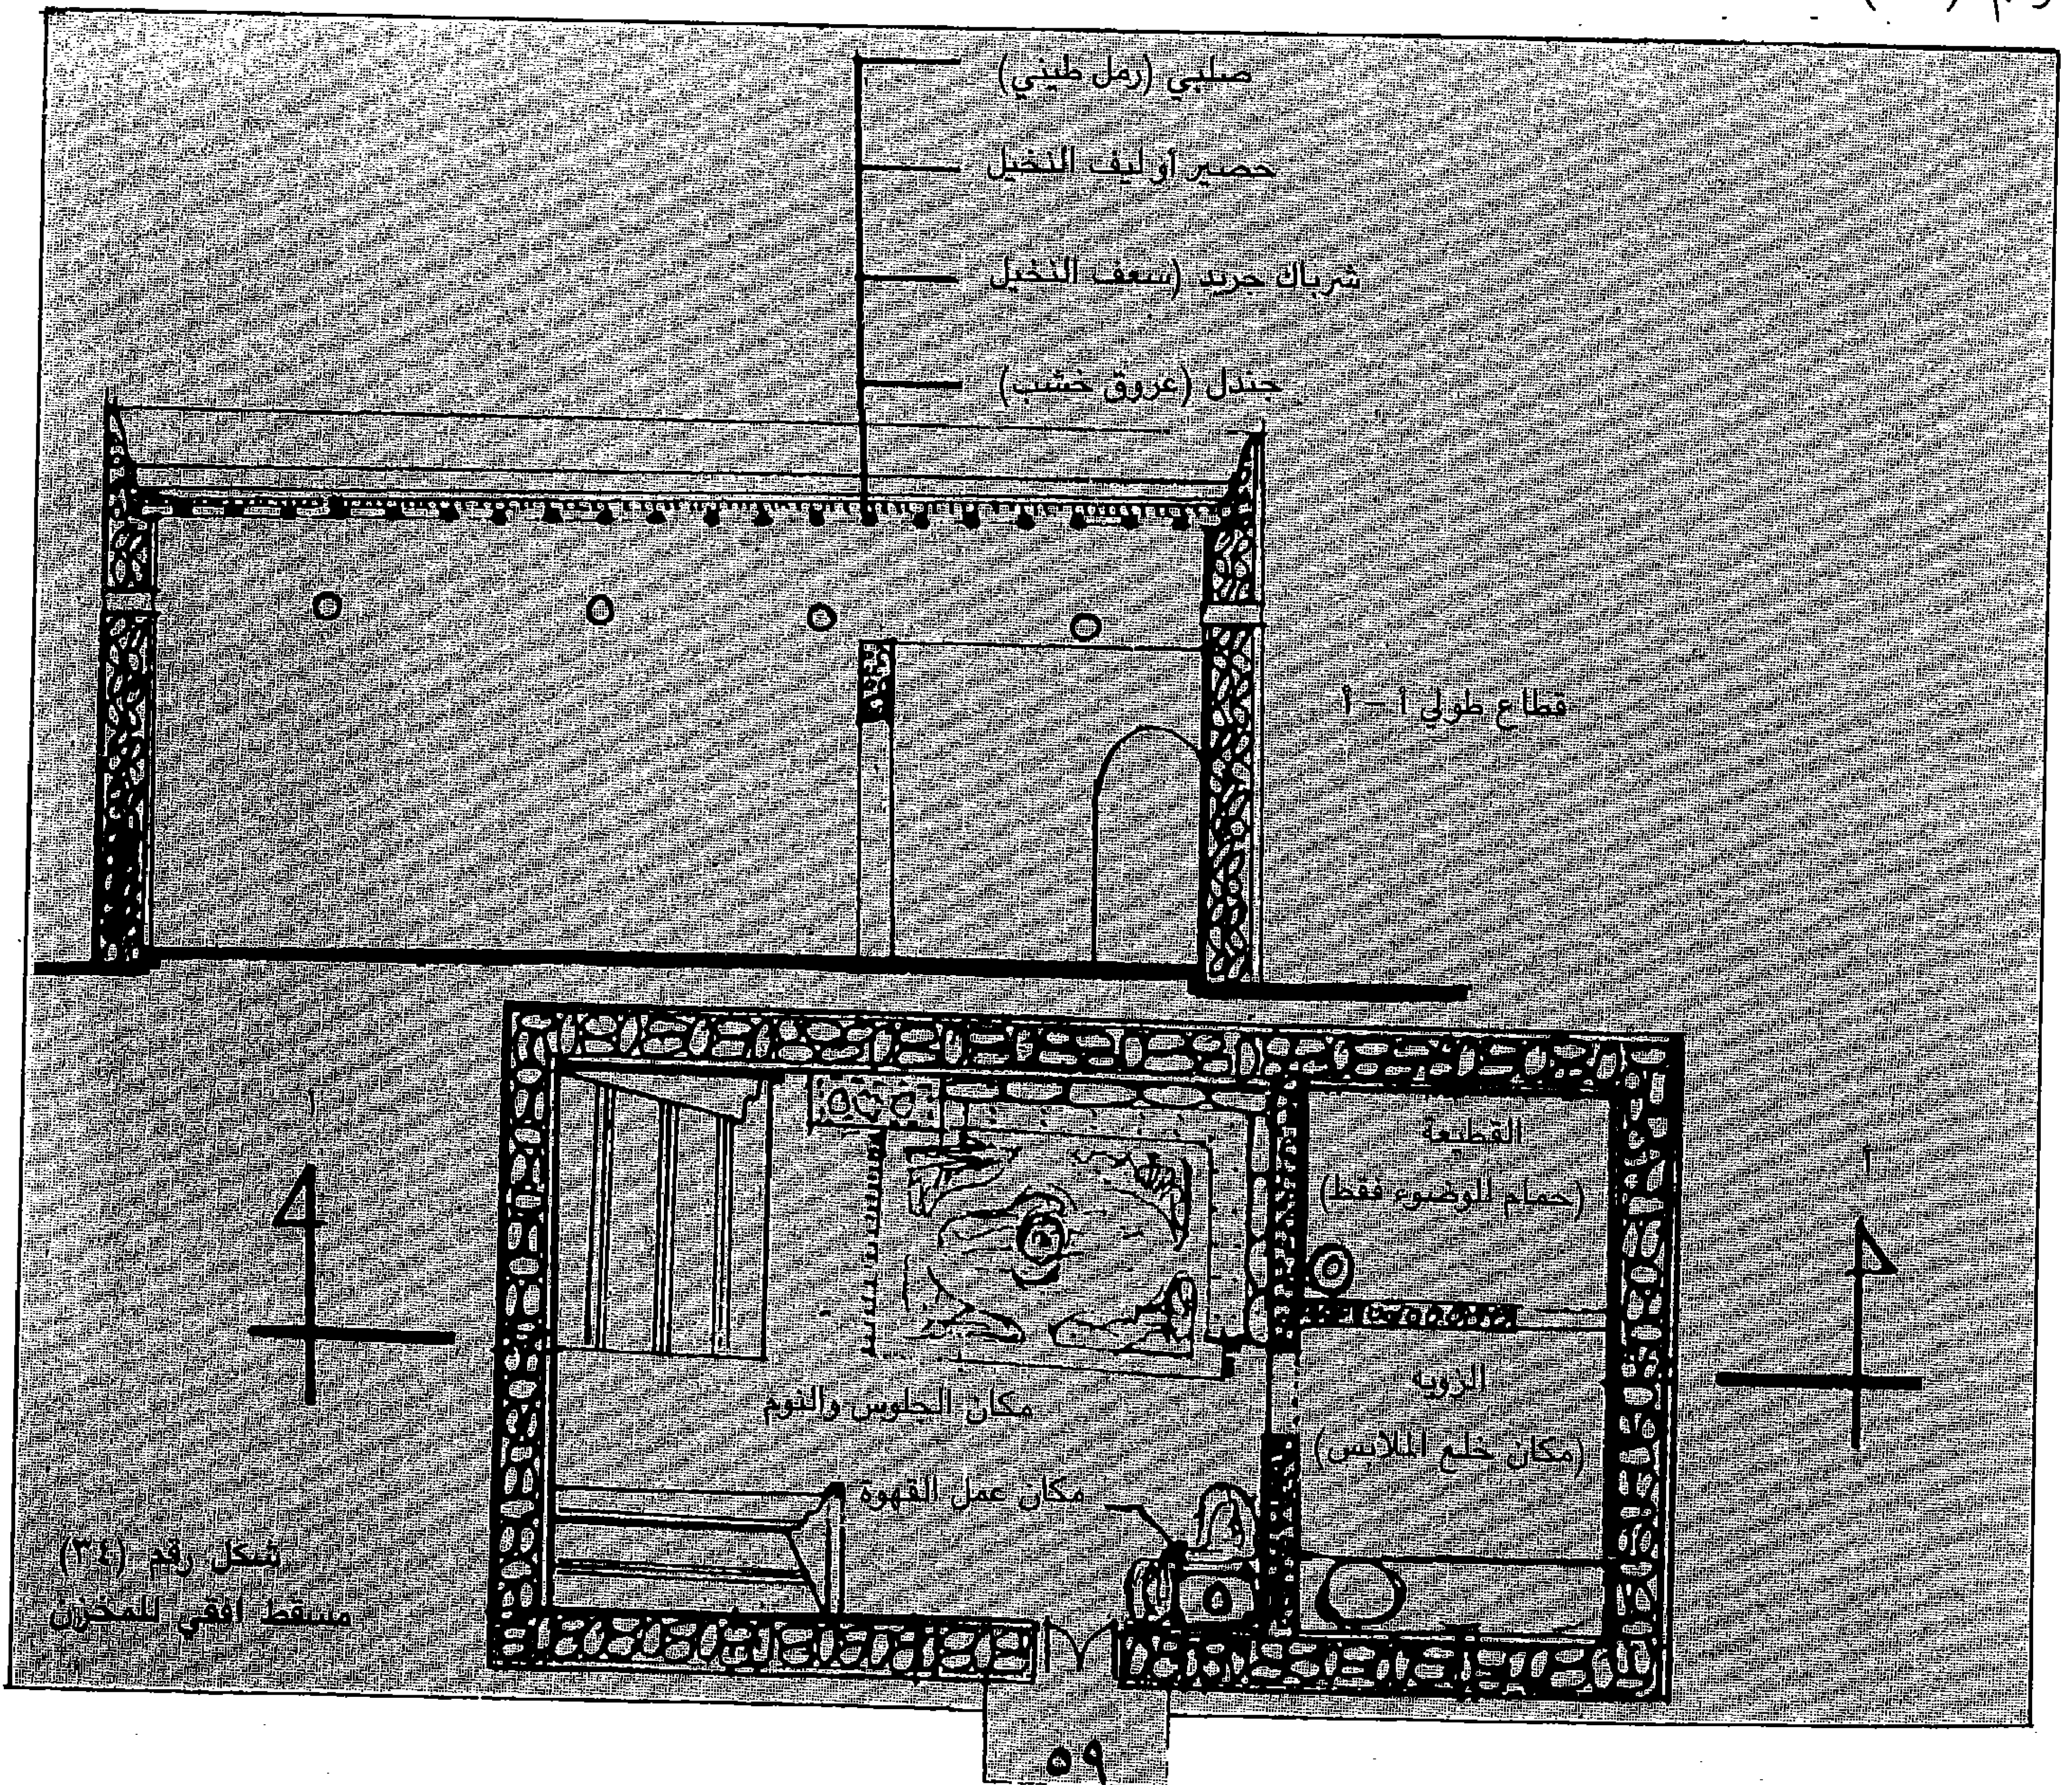 صلبي (رمل طيني)
حصير أو ليف النخيل
شرباك جريد (سعف النخيل
جندل (عروق خشب)
قطاع طولي أ - أ
القطيعة
(حمام للوضوء فقط)
أ
أ
الزويه
(مكان خلع الملابس)
مكان الجلوس والنوم
مكان عمل القهوة
شكل رقم (٣٤)
مسقط افقي للمخزن
٥٩